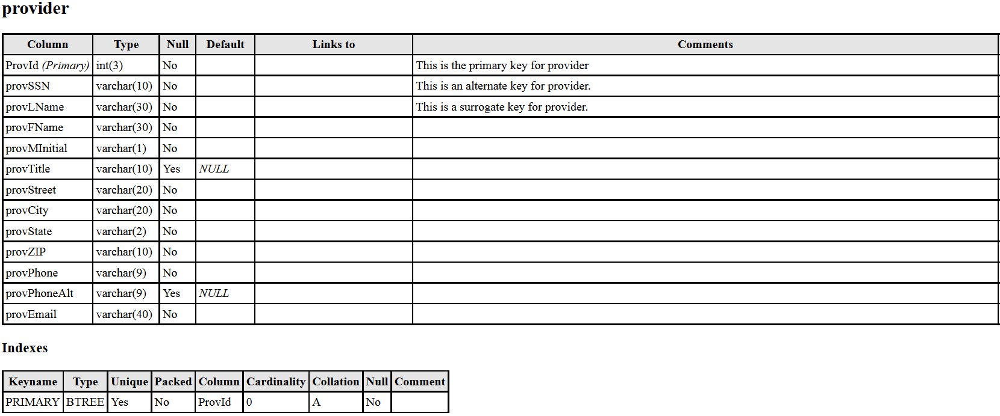 provider
Column Type Null Default Links to Comments
ProvId (Primary) int(3) No This is the primary key for provider
provSSN varchar(10) No This is an alternate key for provider.
provLName varchar(30) No This is a surrogate key for provider.
provFName varchar(30) No
provMInitial varchar(1) No
provTitle varchar(10) Yes NULL
provStreet varchar(20) No
provCity varchar(20) No
provState varchar(2) No
provZIP varchar(10) No
provPhone varchar(9) No
provPhoneAlt varchar(9) Yes NULL
provEmail varchar(40) No
Indexes
Keyname Type Unique Packed Column Cardinality Collation Null Comment
PRIMARY BTREE Yes No ProvId 0 A No